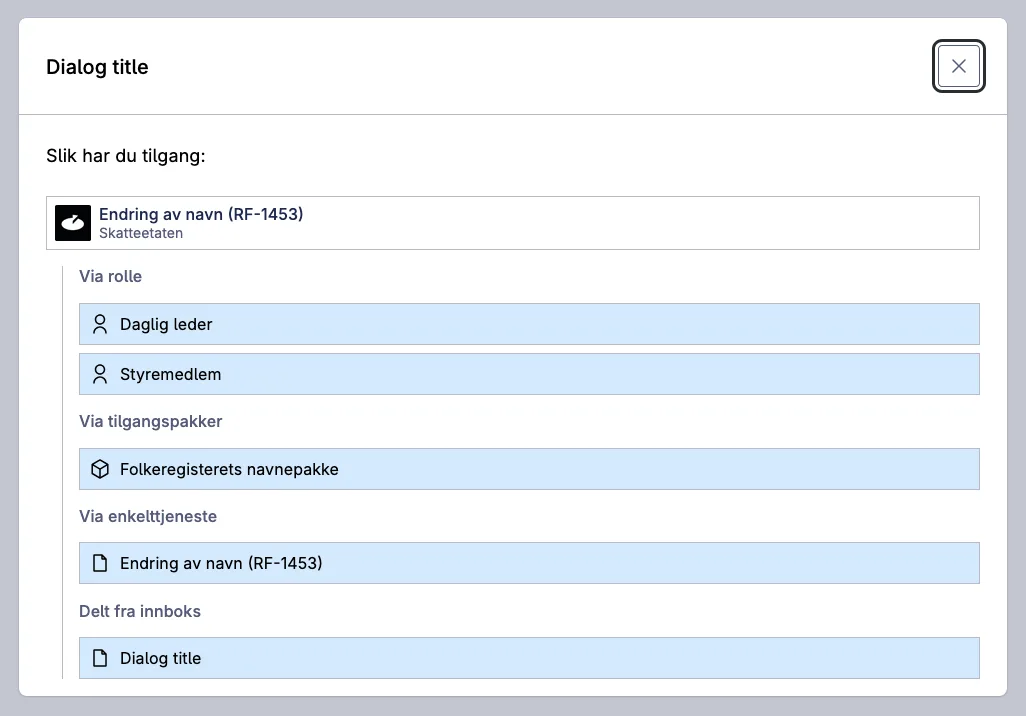 Dialog title
Slik har du tilgang:
Endring av navn (RF-1453)
Skatteetaten
Via rolle
Daglig leder
Styremedlem
Via tilgangspakker
Folkeregisterets navnepakke
Via enkelttjeneste
Endring av navn (RF-1453)
Delt fra innboks
Dialog title